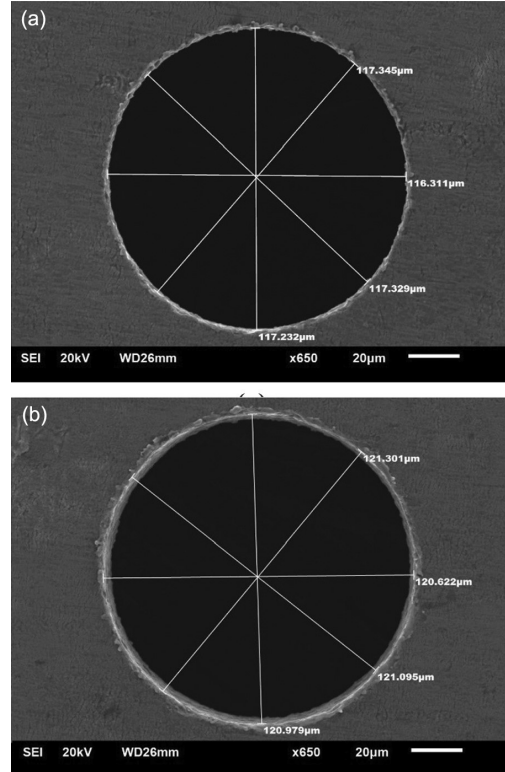 (a)
117.345µm
116.311µm
117.329µm
117.232µm
SEI 20kV WD26mm x650 20µm
(b)
121.301µm
120.622µm
121.095µm
120.979µm
SEI 20kV WD26mm x650 20µm